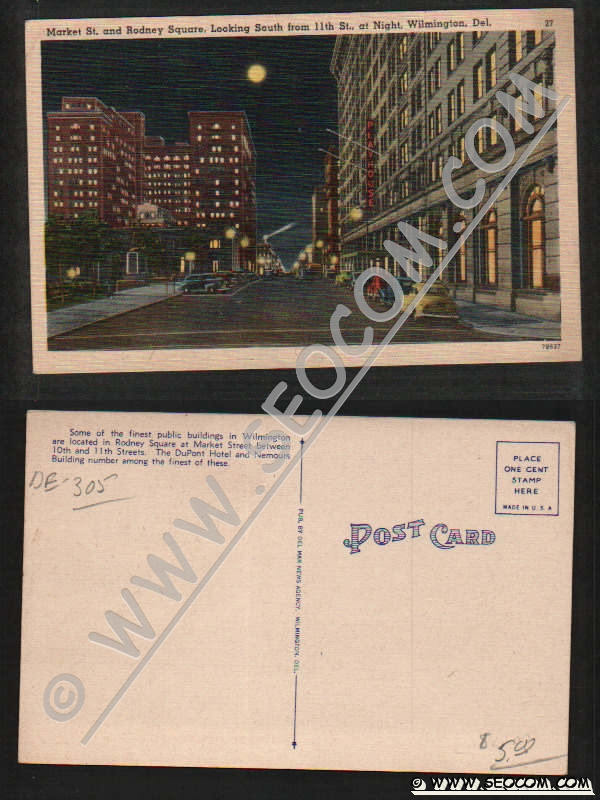 Market St. and Rodney Square, Looking South from 11th St., at Night, Wilmington, Del.
27
PLAYHOUSE
79537
© WWW.SEOCOM.COM
Some of the finest public buildings in Wilmington
are located in Rodney Square at Market Street between
10th and 11th Streets. The DuPont Hotel and Nemours
Building number among the finest of these.
DE-305
PUB. BY DEL MAR NEWS AGENCY, WILMINGTON, DEL.
POST CARD
PLACE
ONE CENT
STAMP
HERE
MADE IN U.S.A
8 5.00
© WWW.SEOCOM.COM